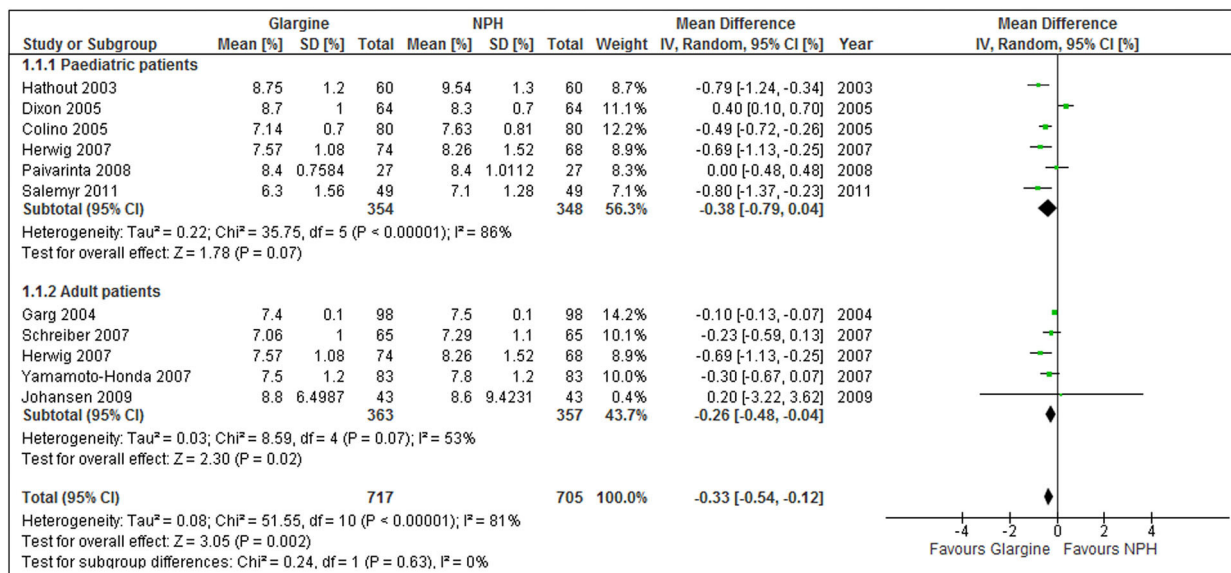 Glargine NPH Mean Difference Mean Difference
Study or Subgroup Mean [%] SD [%] Total Mean [%] SD [%] Total Weight IV, Random, 95% CI [%] Year IV, Random, 95% CI [%]
1.1.1 Paediatric patients
Hathout 2003 8.75 1.2 60 9.54 1.3 60 8.7% -0.79 [-1.24, -0.34] 2003
Dixon 2005 8.7 1 64 8.3 0.7 64 11.1% 0.40 [0.10, 0.70] 2005
Colino 2005 7.14 0.7 80 7.63 0.81 80 12.2% -0.49 [-0.72, -0.26] 2005
Herwig 2007 7.57 1.08 74 8.26 1.52 68 8.9% -0.69 [-1.13, -0.25] 2007
Paivarinta 2008 8.4 0.7584 27 8.4 1.0112 27 8.3% 0.00 [-0.48, 0.48] 2008
Salemyr 2011 6.3 1.56 49 7.1 1.28 49 7.1% -0.80 [-1.37, -0.23] 2011
Subtotal (95% CI) 354 348 56.3% -0.38 [-0.79, 0.04]
Heterogeneity: Tau² = 0.22; Chi² = 35.75, df = 5 (P < 0.00001); I² = 86%
Test for overall effect: Z = 1.78 (P = 0.07)
1.1.2 Adult patients
Garg 2004 7.4 0.1 98 7.5 0.1 98 14.2% -0.10 [-0.13, -0.07] 2004
Schreiber 2007 7.06 1 65 7.29 1.1 65 10.1% -0.23 [-0.59, 0.13] 2007
Herwig 2007 7.57 1.08 74 8.26 1.52 68 8.9% -0.69 [-1.13, -0.25] 2007
Yamamoto-Honda 2007 7.5 1.2 83 7.8 1.2 83 10.0% -0.30 [-0.67, 0.07] 2007
Johansen 2009 8.8 6.4987 43 8.6 9.4231 43 0.4% 0.20 [-3.22, 3.62] 2009
Subtotal (95% CI) 363 357 43.7% -0.26 [-0.48, -0.04]
Heterogeneity: Tau² = 0.03; Chi² = 8.59, df = 4 (P = 0.07); I² = 53%
Test for overall effect: Z = 2.30 (P = 0.02)
Total (95% CI) 717 705 100.0% -0.33 [-0.54, -0.12]
Heterogeneity: Tau² = 0.08; Chi² = 51.55, df = 10 (P < 0.00001); I² = 81%
Test for overall effect: Z = 3.05 (P = 0.002)
Test for subgroup differences: Chi² = 0.24, df = 1 (P = 0.63), I² = 0%
-4 -2 0 2 4
Favours Glargine Favours NPH